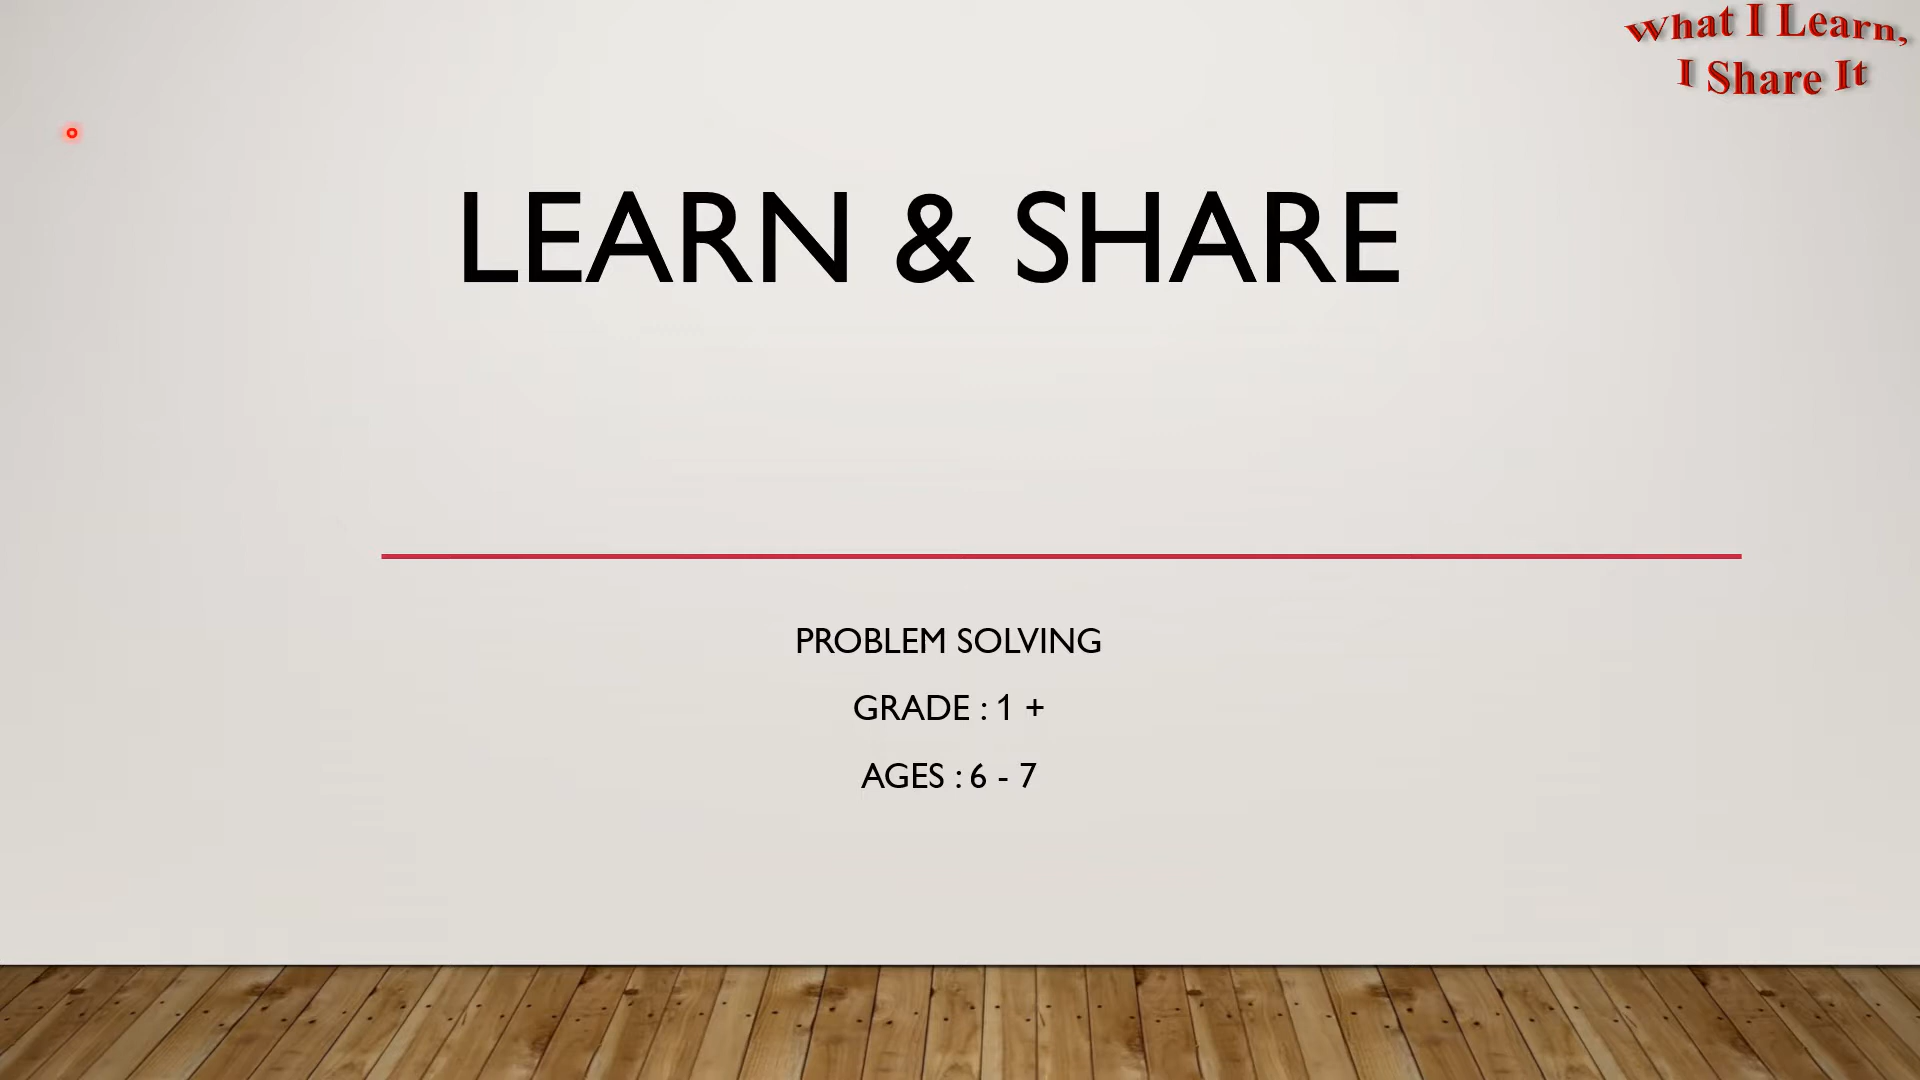 What I Learn,
I Share It
LEARN & SHARE
PROBLEM SOLVING
GRADE : 1 +
AGES : 6 - 7